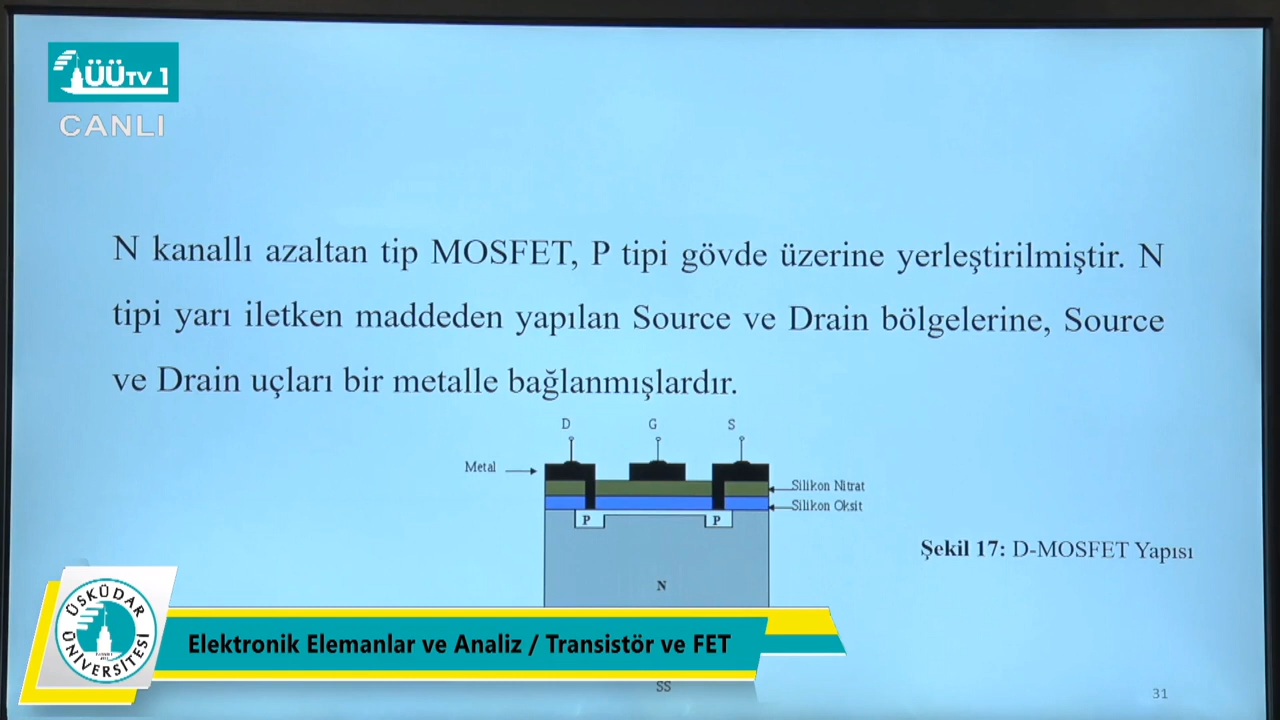 ÜÜTV 1
CANLI
N kanallı azaltan tip MOSFET, P tipi gövde üzerine yerleştirilmiştir. N
tipi yarı iletken maddeden yapılan Source ve Drain bölgelerine, Source
ve Drain uçları bir metalle bağlanmışlardır.
D G S
Metal
Silikon Nitrat
Silikon Oksit
P P
Şekil 17: D-MOSFET Yapısı
N
ÜSKÜDAR ÜNİVERSİTESİ
Elektronik Elemanlar ve Analiz / Transistör ve FET
SS
31